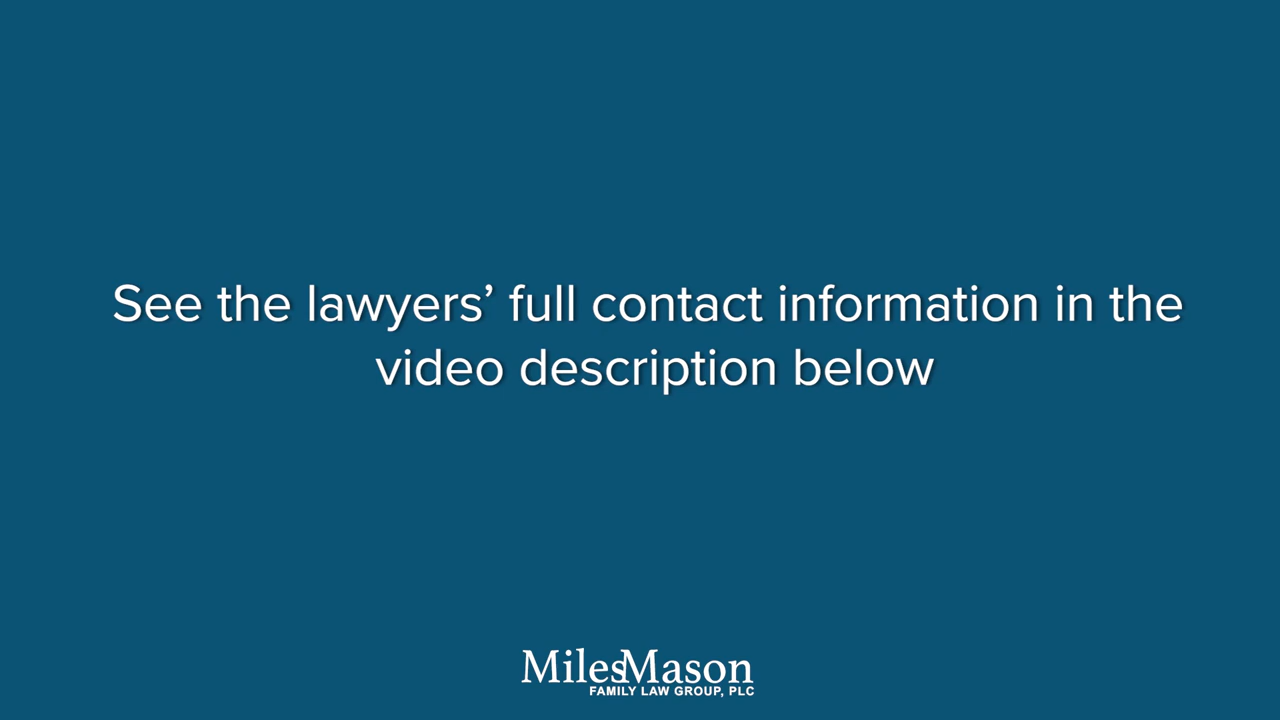 See the lawyers’ full contact information in the
video description below
MilesMason
FAMILY LAW GROUP, PLC